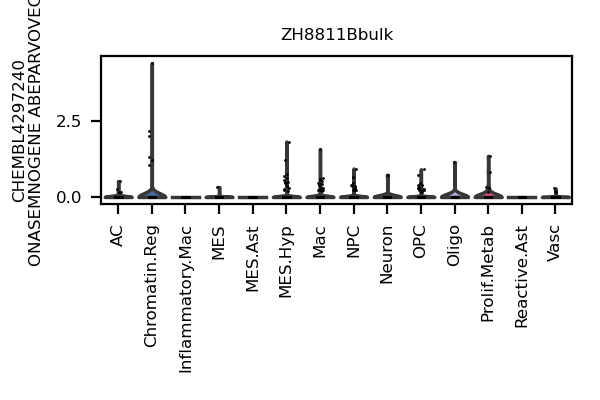 ZH8811Bbulk
CHEMBL4297240
ONASEMNOGENE
2.5
0.0
AC
Chromatin.Reg
Inflammatory.Mac
MES
MES.Ast
MES.Hyp
Mac
NPC
Neuron
OPC
Oligo
Prolif.Metab
Reactive.Ast
Vasc